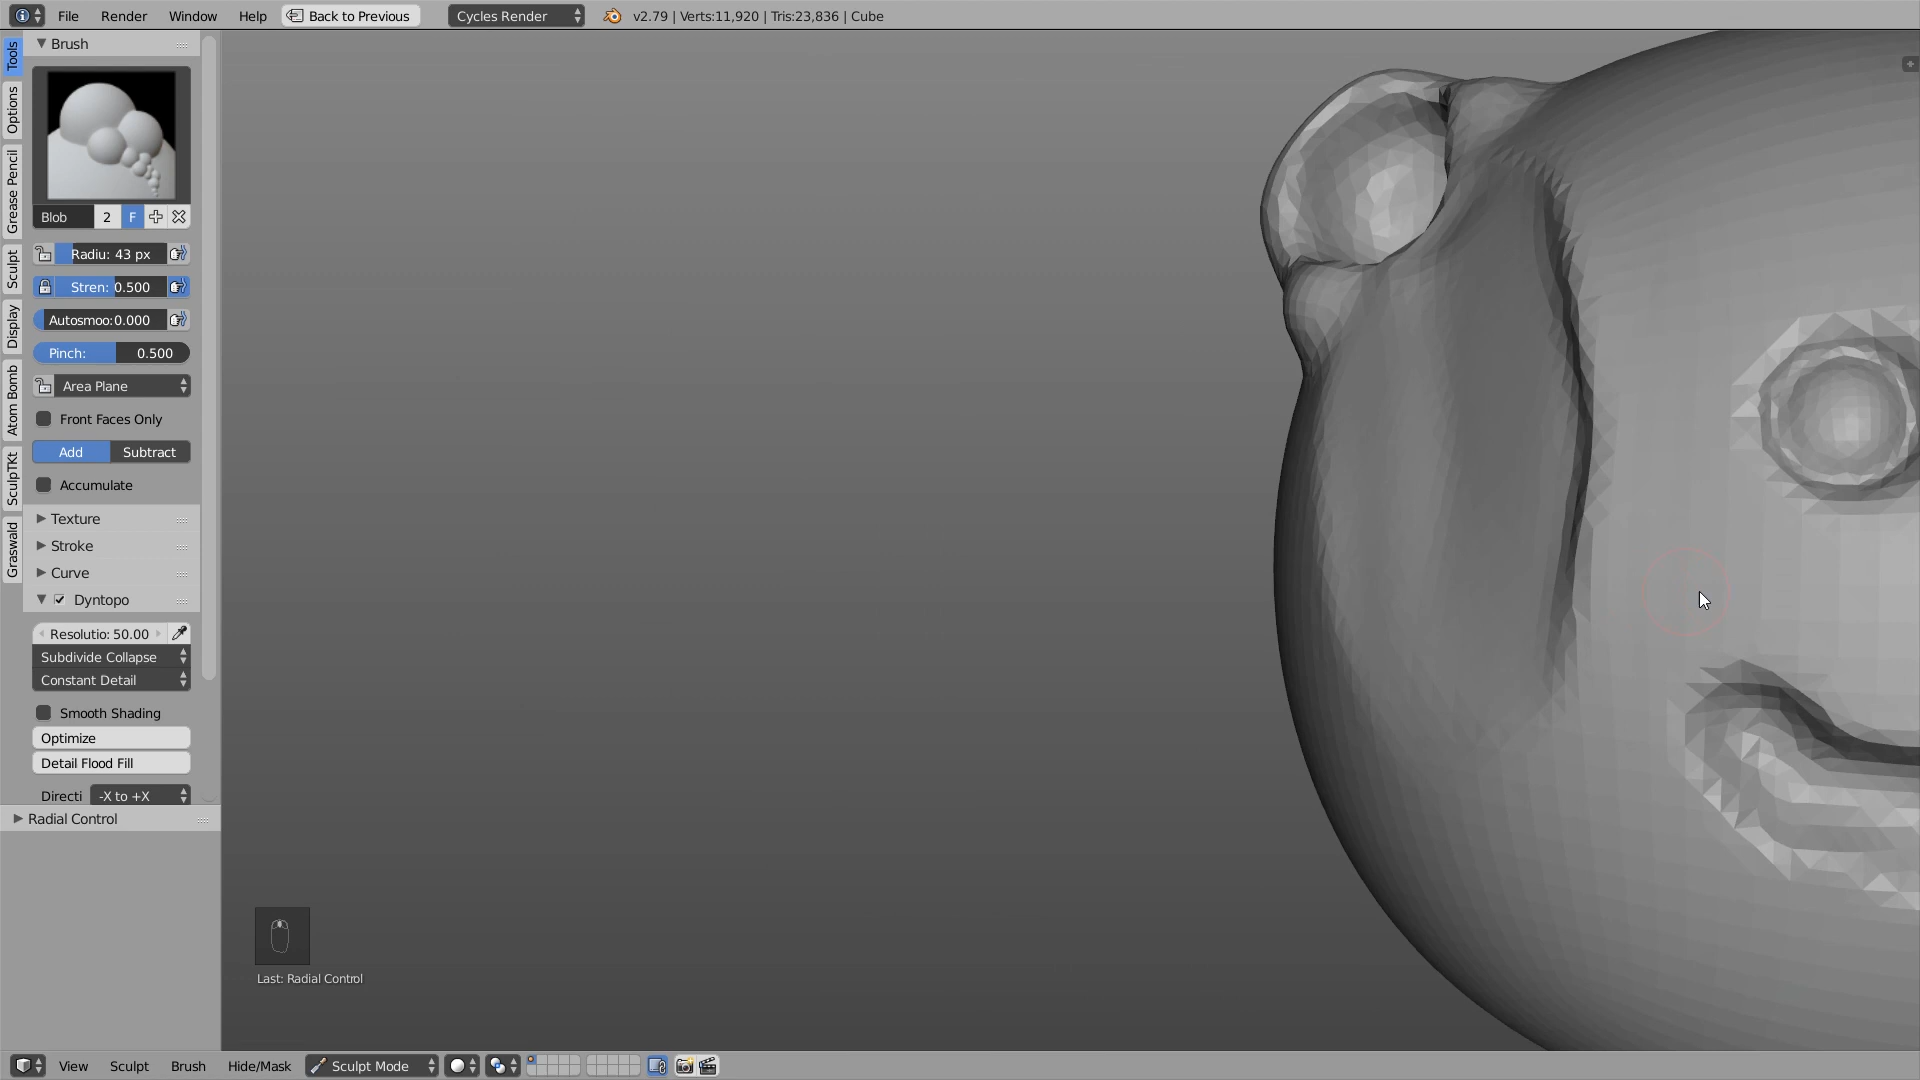 File Render Window Help Back to Previous Cycles Render v2.79 | Verts:11,920 | Tris:23,836 | Cube
Tools
Options
Grease Pencil
Sculpt
Display
Atom Bomb
SculpTKt
Graswald
Brush
Blob 2 F
Radiu: 43 px
Stren: 0.500
Autosmoo: 0.000
Pinch: 0.500
Area Plane
Front Faces Only
Add Subtract
Accumulate
Texture
Stroke
Curve
Dyntopo
Resolutio: 50.00
Subdivide Collapse
Constant Detail
Smooth Shading
Optimize
Detail Flood Fill
Directi -X to +X
Radial Control
Last: Radial Control
View Sculpt Brush Hide/Mask Sculpt Mode